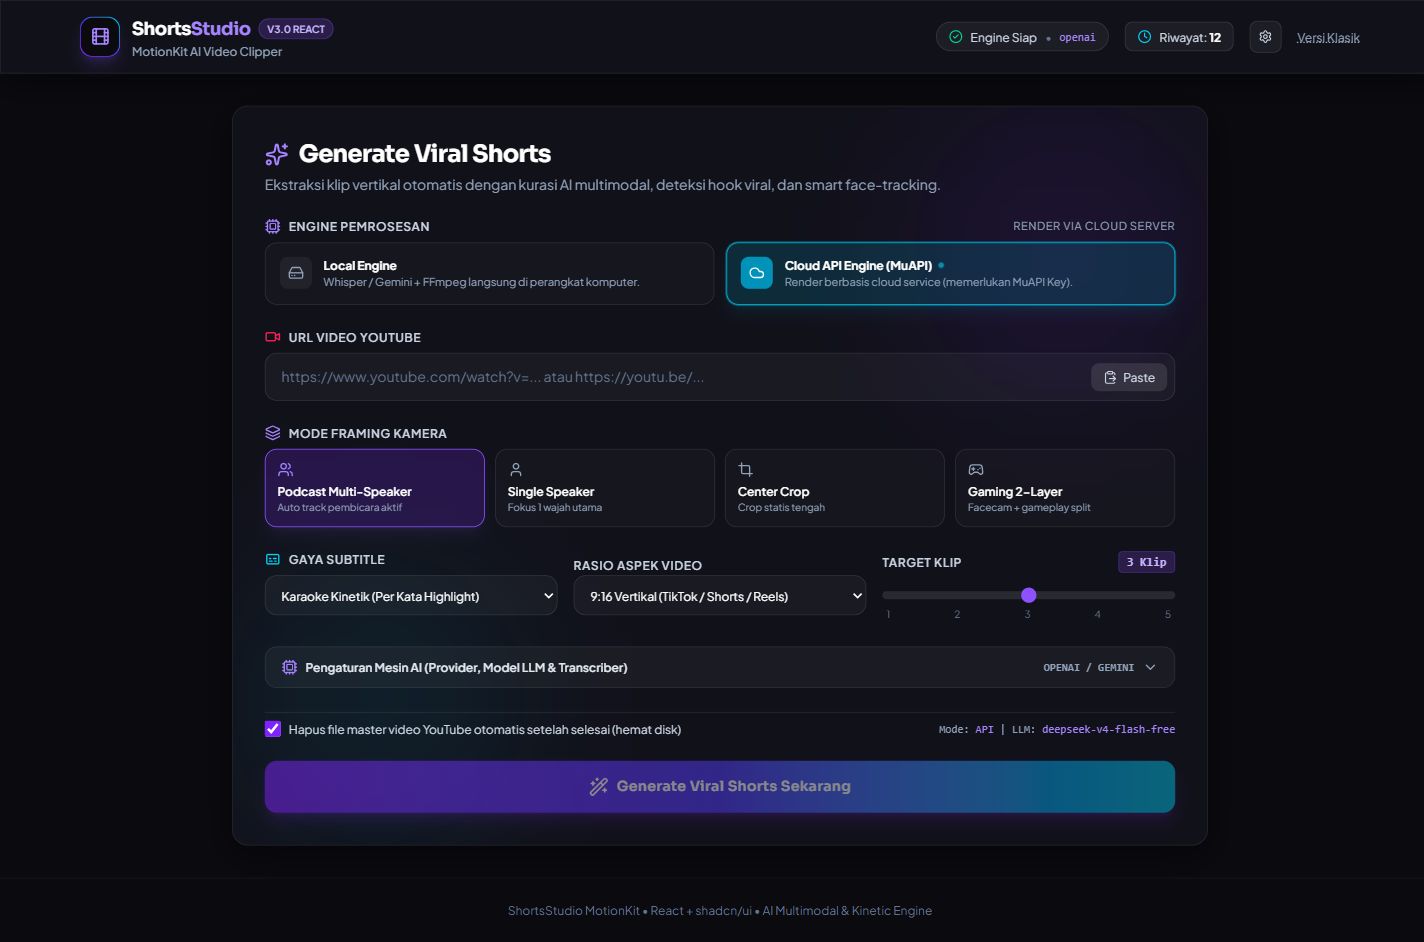 ShortsStudio V3.0 REACT
MotionKit AI Video Clipper
Engine Siap • openai
Riwayat: 12
Versi Klasik
Generate Viral Shorts
Ekstraksi klip vertikal otomatis dengan kurasi AI multimodal, deteksi hook viral, dan smart face-tracking.
ENGINE PEMROSESAN
RENDER VIA CLOUD SERVER
Local Engine
Whisper / Gemini + FFmpeg langsung di perangkat komputer.
Cloud API Engine (MuAPI)
Render berbasis cloud service (memerlukan MuAPI Key).
URL VIDEO YOUTUBE
https://www.youtube.com/watch?v=... atau https://youtu.be/...
Paste
MODE FRAMING KAMERA
Podcast Multi-Speaker
Auto track pembicara aktif
Single Speaker
Fokus 1 wajah utama
Center Crop
Crop statis tengah
Gaming 2-Layer
Facecam + gameplay split
GAYA SUBTITLE
Karaoke Kinetik (Per Kata Highlight)
RASIO ASPEK VIDEO
9:16 Vertikal (TikTok / Shorts / Reels)
TARGET KLIP
3 Klip
1 2 3 4 5
Pengaturan Mesin AI (Provider, Model LLM & Transcriber)
OPENAI / GEMINI
Hapus file master video YouTube otomatis setelah selesai (hemat disk)
Mode: API | LLM: deepseek-v4-flash-free
Generate Viral Shorts Sekarang
ShortsStudio MotionKit • React + shadcn/ui • AI Multimodal & Kinetic Engine